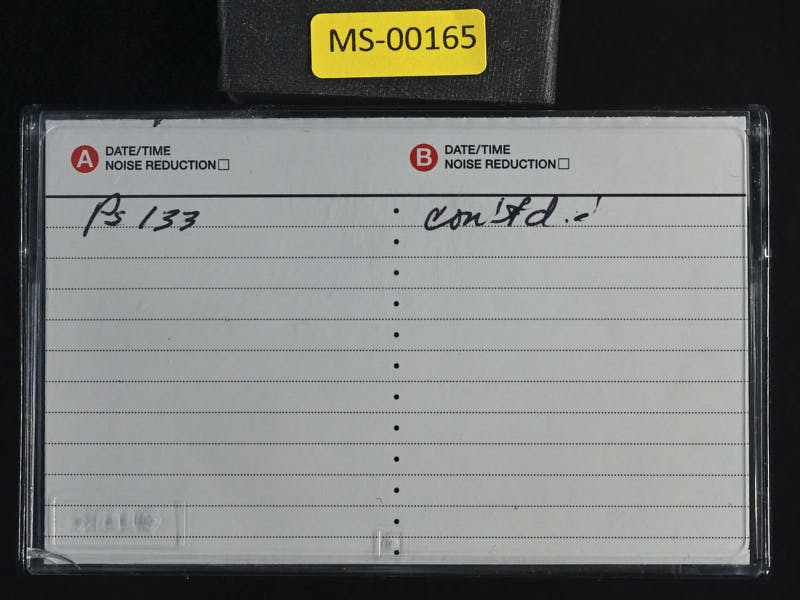 MS-00165
A DATE/TIME
NOISE REDUCTION
B DATE/TIME
NOISE REDUCTION
Ps 133
con'td